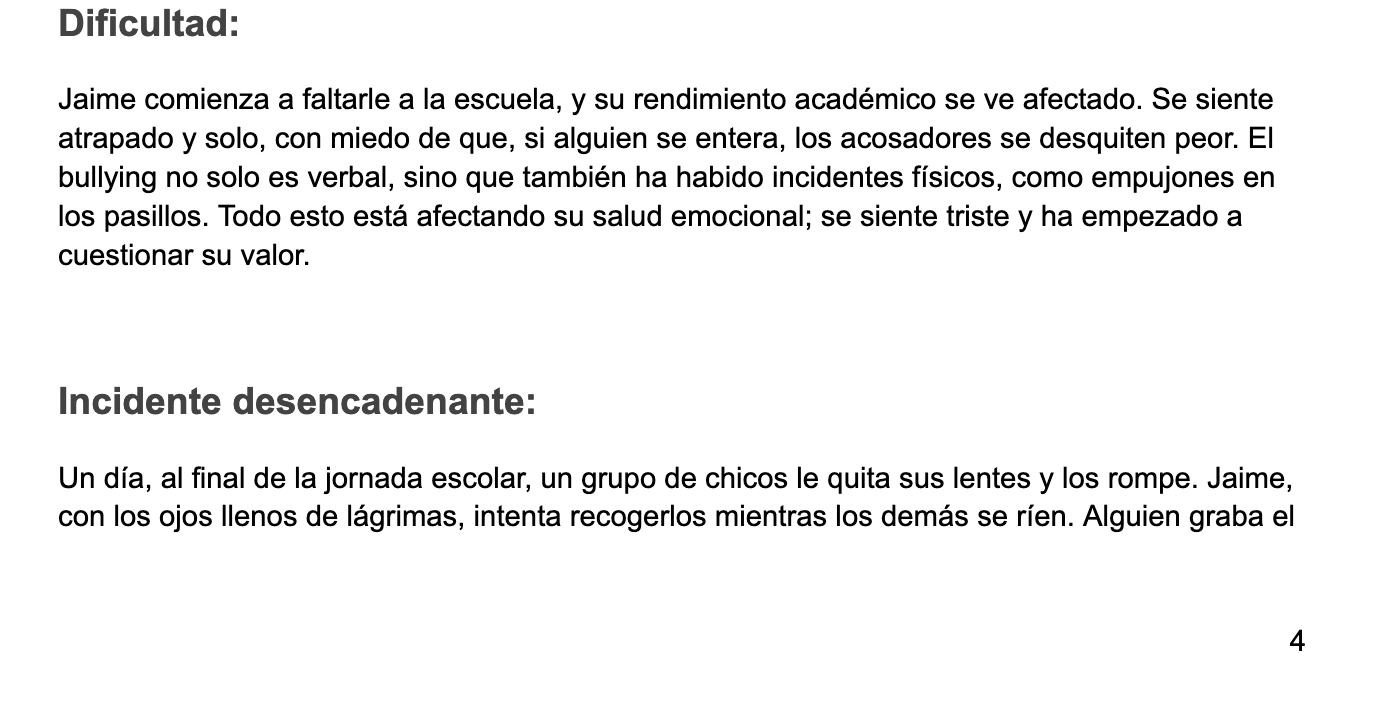 Dificultad:
Jaime comienza a faltarle a la escuela, y su rendimiento académico se ve afectado. Se siente
atrapado y solo, con miedo de que, si alguien se entera, los acosadores se desquiten peor. El
bullying no solo es verbal, sino que también ha habido incidentes físicos, como empujones en
los pasillos. Todo esto está afectando su salud emocional; se siente triste y ha empezado a
cuestionar su valor.
Incidente desencadenante:
Un día, al final de la jornada escolar, un grupo de chicos le quita sus lentes y los rompe. Jaime,
con los ojos llenos de lágrimas, intenta recogerlos mientras los demás se ríen. Alguien graba el
4